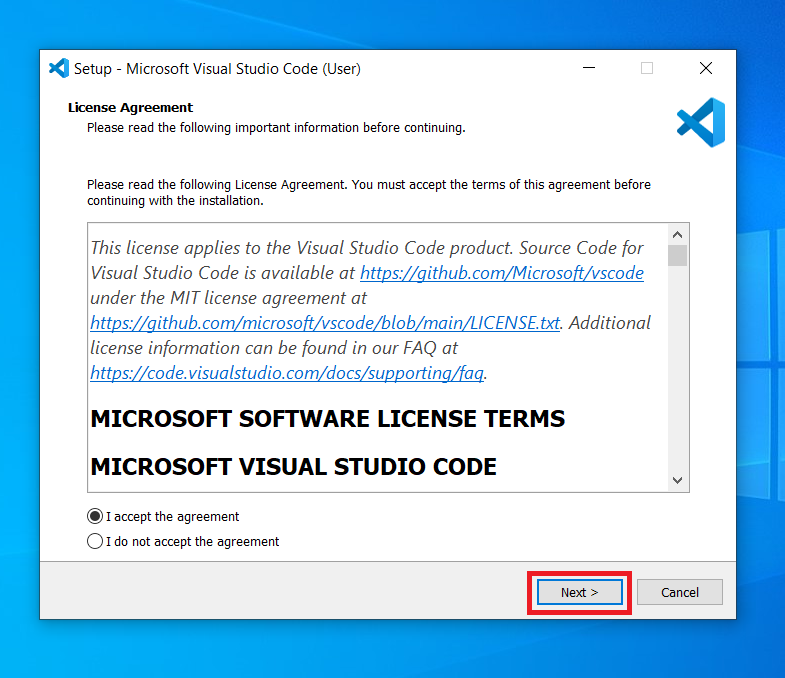 Setup - Microsoft Visual Studio Code (User)
License Agreement
Please read the following important information before continuing.
Please read the following License Agreement. You must accept the terms of this agreement before
continuing with the installation.
This license applies to the Visual Studio Code product. Source Code for
Visual Studio Code is available at https://github.com/Microsoft/vscode
under the MIT license agreement at
https://github.com/microsoft/vscode/blob/main/LICENSE.txt. Additional
license information can be found in our FAQ at
https://code.visualstudio.com/docs/supporting/faq.
MICROSOFT SOFTWARE LICENSE TERMS
MICROSOFT VISUAL STUDIO CODE
I accept the agreement
I do not accept the agreement
Next > Cancel